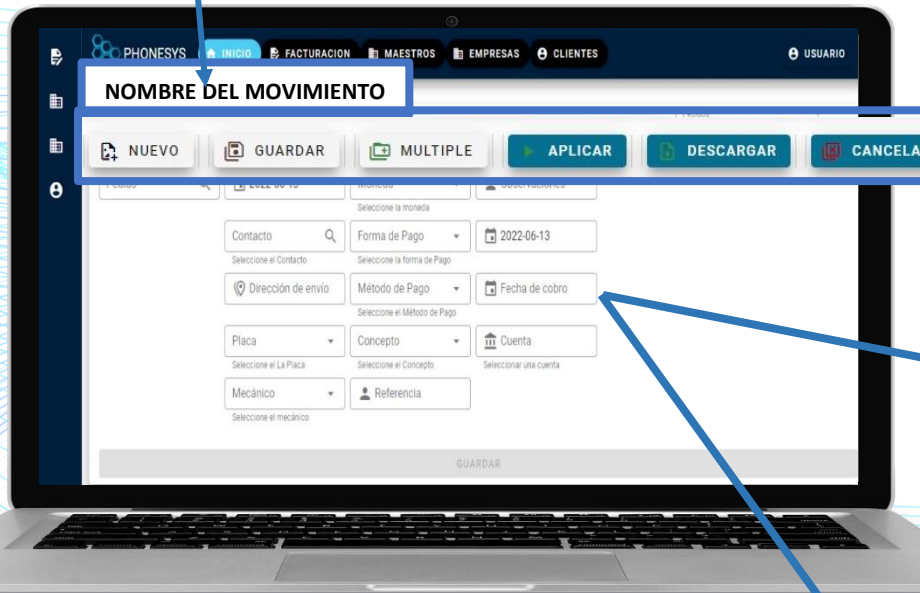 PHONESYS INICIO FACTURACION MAESTROS EMPRESAS CLIENTES USUARIO
NOMBRE DEL MOVIMIENTO
NUEVO GUARDAR MULTIPLE APLICAR DESCARGAR CANCELA
Seleccione la moneda
Contacto Forma de Pago 2022-06-13
Seleccione el Contacto Seleccione la forma de Pago
Dirección de envío Método de Pago Fecha de cobro
Seleccione el Método de Pago
Placa Concepto Cuenta
Seleccione el La Placa Seleccione el Concepto Seleccionar una cuenta
Mecánico Referencia
Seleccione el mecánico
GUARDAR